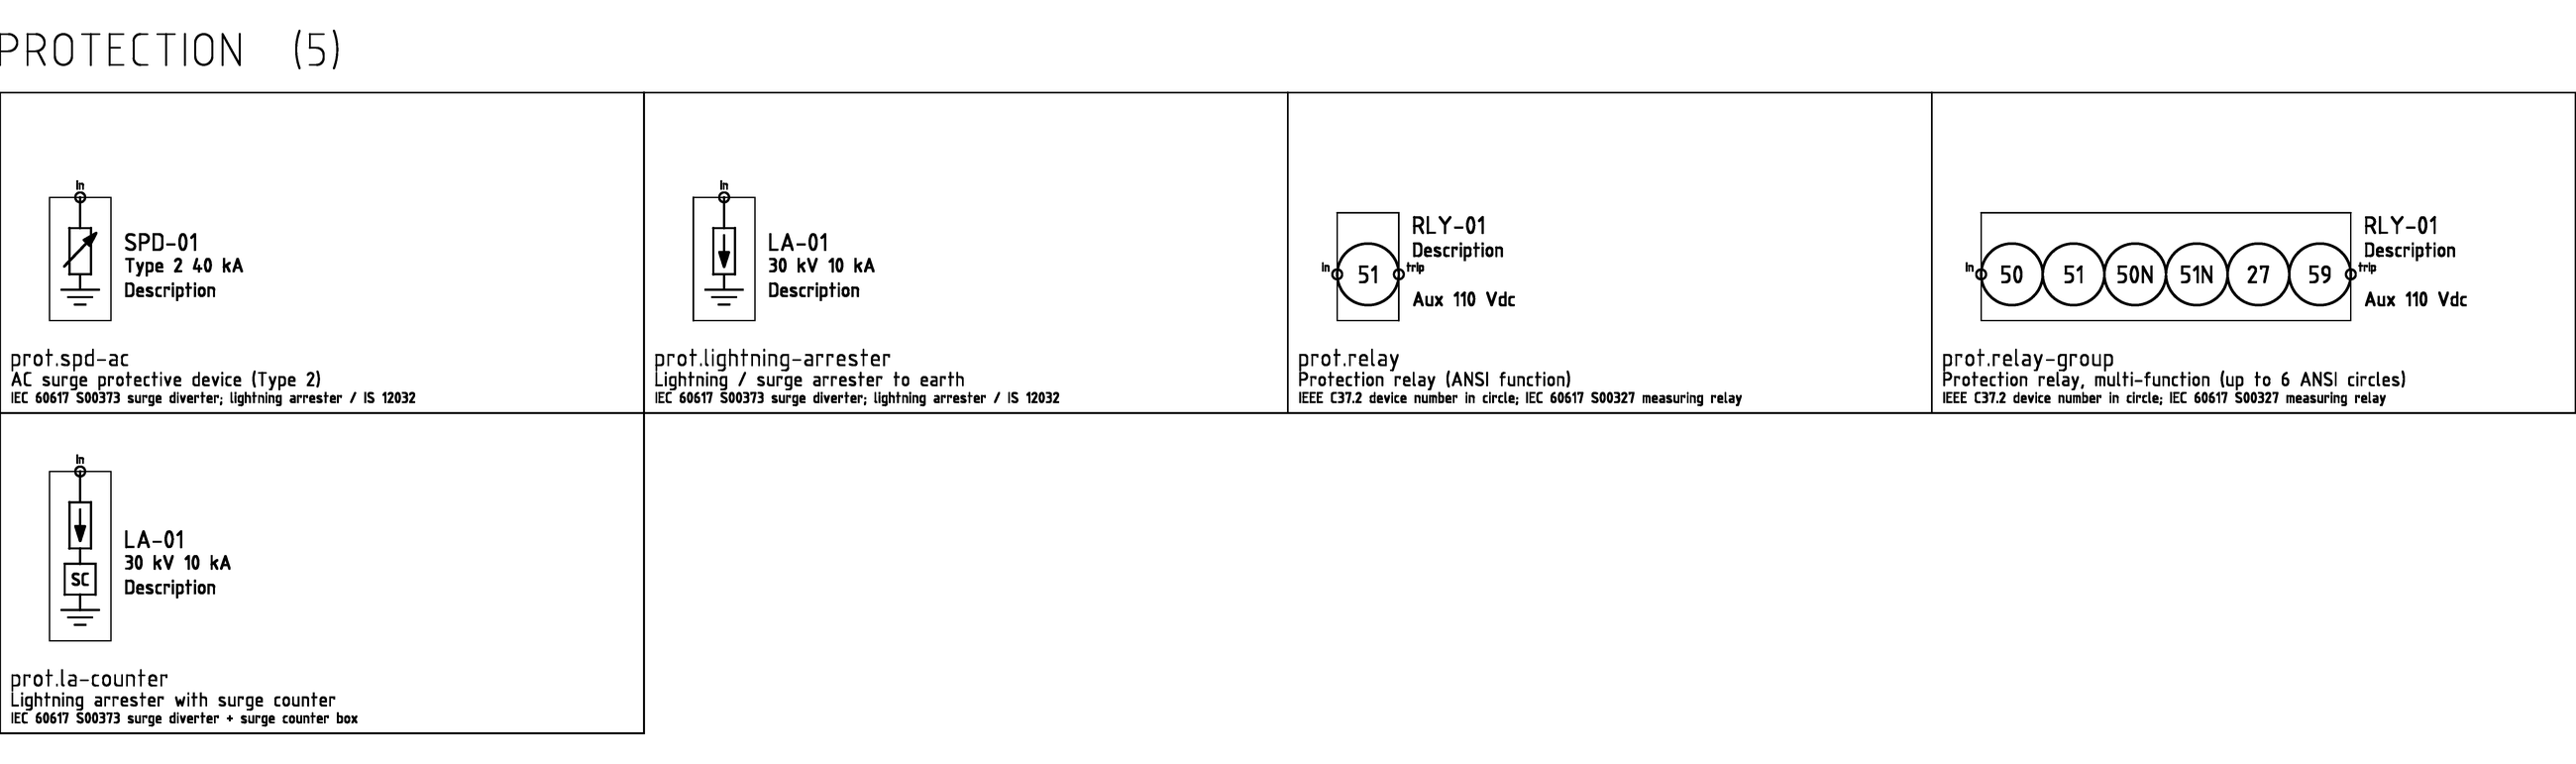 PROTECTION (5)
In
SPD-01
Type 2 40 kA
Description
prot.spd-ac
AC surge protective device (Type 2)
IEC 60617 S00373 surge diverter; lightning arrester / IS 12032
In
LA-01
30 kV 10 kA
Description
prot.lightning-arrester
Lightning / surge arrester to earth
IEC 60617 S00373 surge diverter; lightning arrester / IS 12032
RLY-01
Description
In
51
trip
Aux 110 Vdc
prot.relay
Protection relay (ANSI function)
IEEE C37.2 device number in circle; IEC 60617 S00327 measuring relay
RLY-01
Description
In
50 51 50N 51N 27 59
trip
Aux 110 Vdc
prot.relay-group
Protection relay, multi-function (up to 6 ANSI circles)
IEEE C37.2 device number in circle; IEC 60617 S00327 measuring relay
In
LA-01
30 kV 10 kA
SC
Description
prot.la-counter
Lightning arrester with surge counter
IEC 60617 S00373 surge diverter + surge counter box